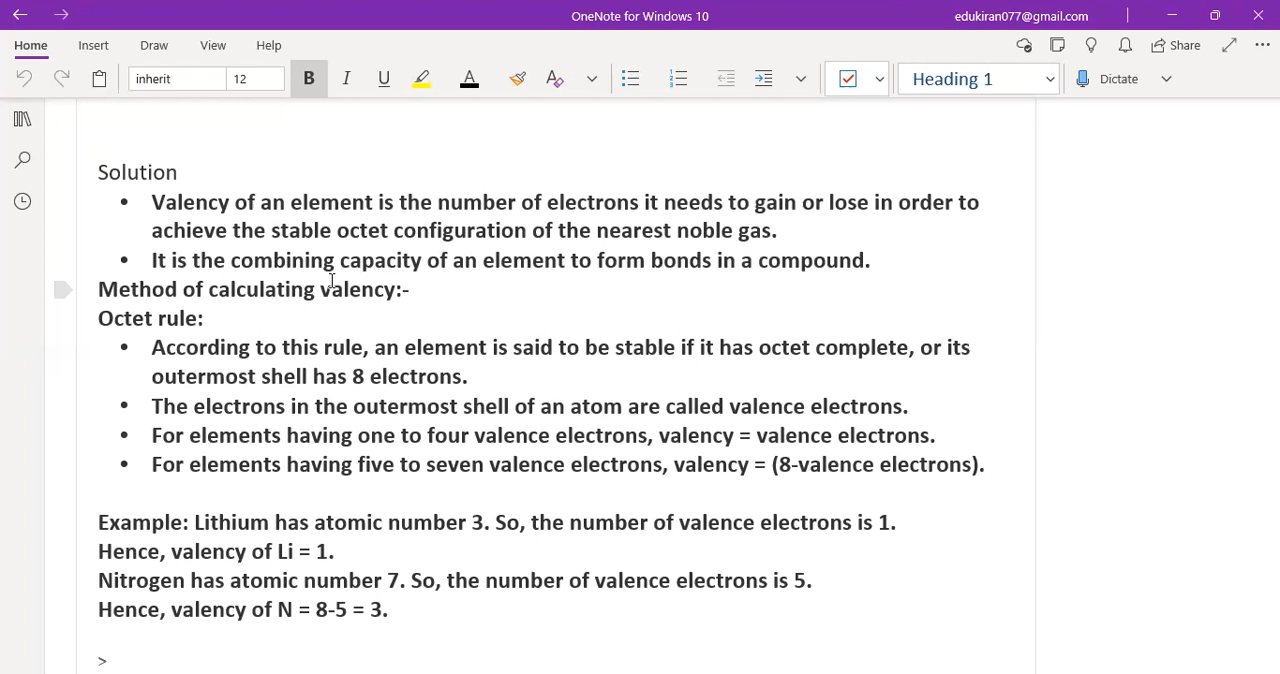 OneNote for Windows 10
edukiran077@gmail.com
Home Insert Draw View Help
Share
inherit 12 B I U A A Heading 1 Dictate
Solution
• Valency of an element is the number of electrons it needs to gain or lose in order to
achieve the stable octet configuration of the nearest noble gas.
• It is the combining capacity of an element to form bonds in a compound.
Method of calculating valency:-
Octet rule:
• According to this rule, an element is said to be stable if it has octet complete, or its
outermost shell has 8 electrons.
• The electrons in the outermost shell of an atom are called valence electrons.
• For elements having one to four valence electrons, valency = valence electrons.
• For elements having five to seven valence electrons, valency = (8-valence electrons).
Example: Lithium has atomic number 3. So, the number of valence electrons is 1.
Hence, valency of Li = 1.
Nitrogen has atomic number 7. So, the number of valence electrons is 5.
Hence, valency of N = 8-5 = 3.
>